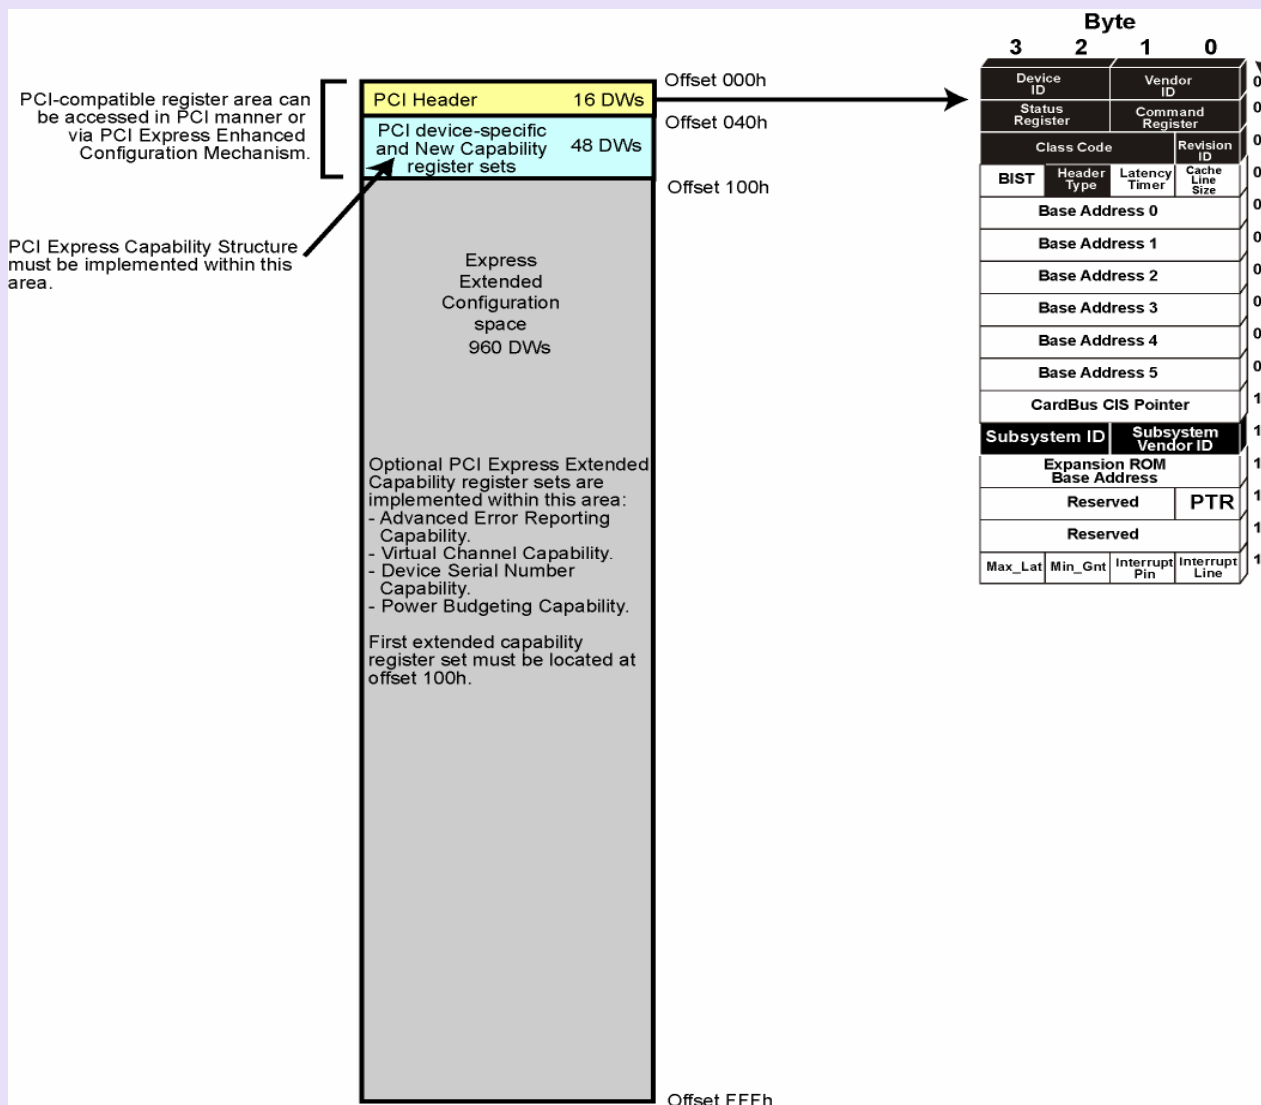 PCI-compatible register area can
be accessed in PCI manner or
via PCI Express Enhanced
Configuration Mechanism.
PCI Express Capability Structure
must be implemented within this
area.
PCI Header 16 DWs
PCI device-specific
and New Capability 48 DWs
register sets
Express
Extended
Configuration
space
960 DWs
Optional PCI Express Extended
Capability register sets are
implemented within this area:
- Advanced Error Reporting
Capability.
- Virtual Channel Capability.
- Device Serial Number
Capability.
- Power Budgeting Capability.
First extended capability
register set must be located at
offset 100h.
Offset 000h
Offset 040h
Offset 100h
Offset FFFh
Byte
3 2 1 0
Device
ID
Vendor
ID
Status
Register
Command
Register
Class Code
Revision
ID
BIST
Header
Type
Latency
Timer
Cache
Line
Size
Base Address 0
Base Address 1
Base Address 2
Base Address 3
Base Address 4
Base Address 5
CardBus CIS Pointer
Subsystem ID
Subsystem
Vendor ID
Expansion ROM
Base Address
Reserved
PTR
Reserved
Max_Lat
Min_Gnt
Interrupt
Pin
Interrupt
Line